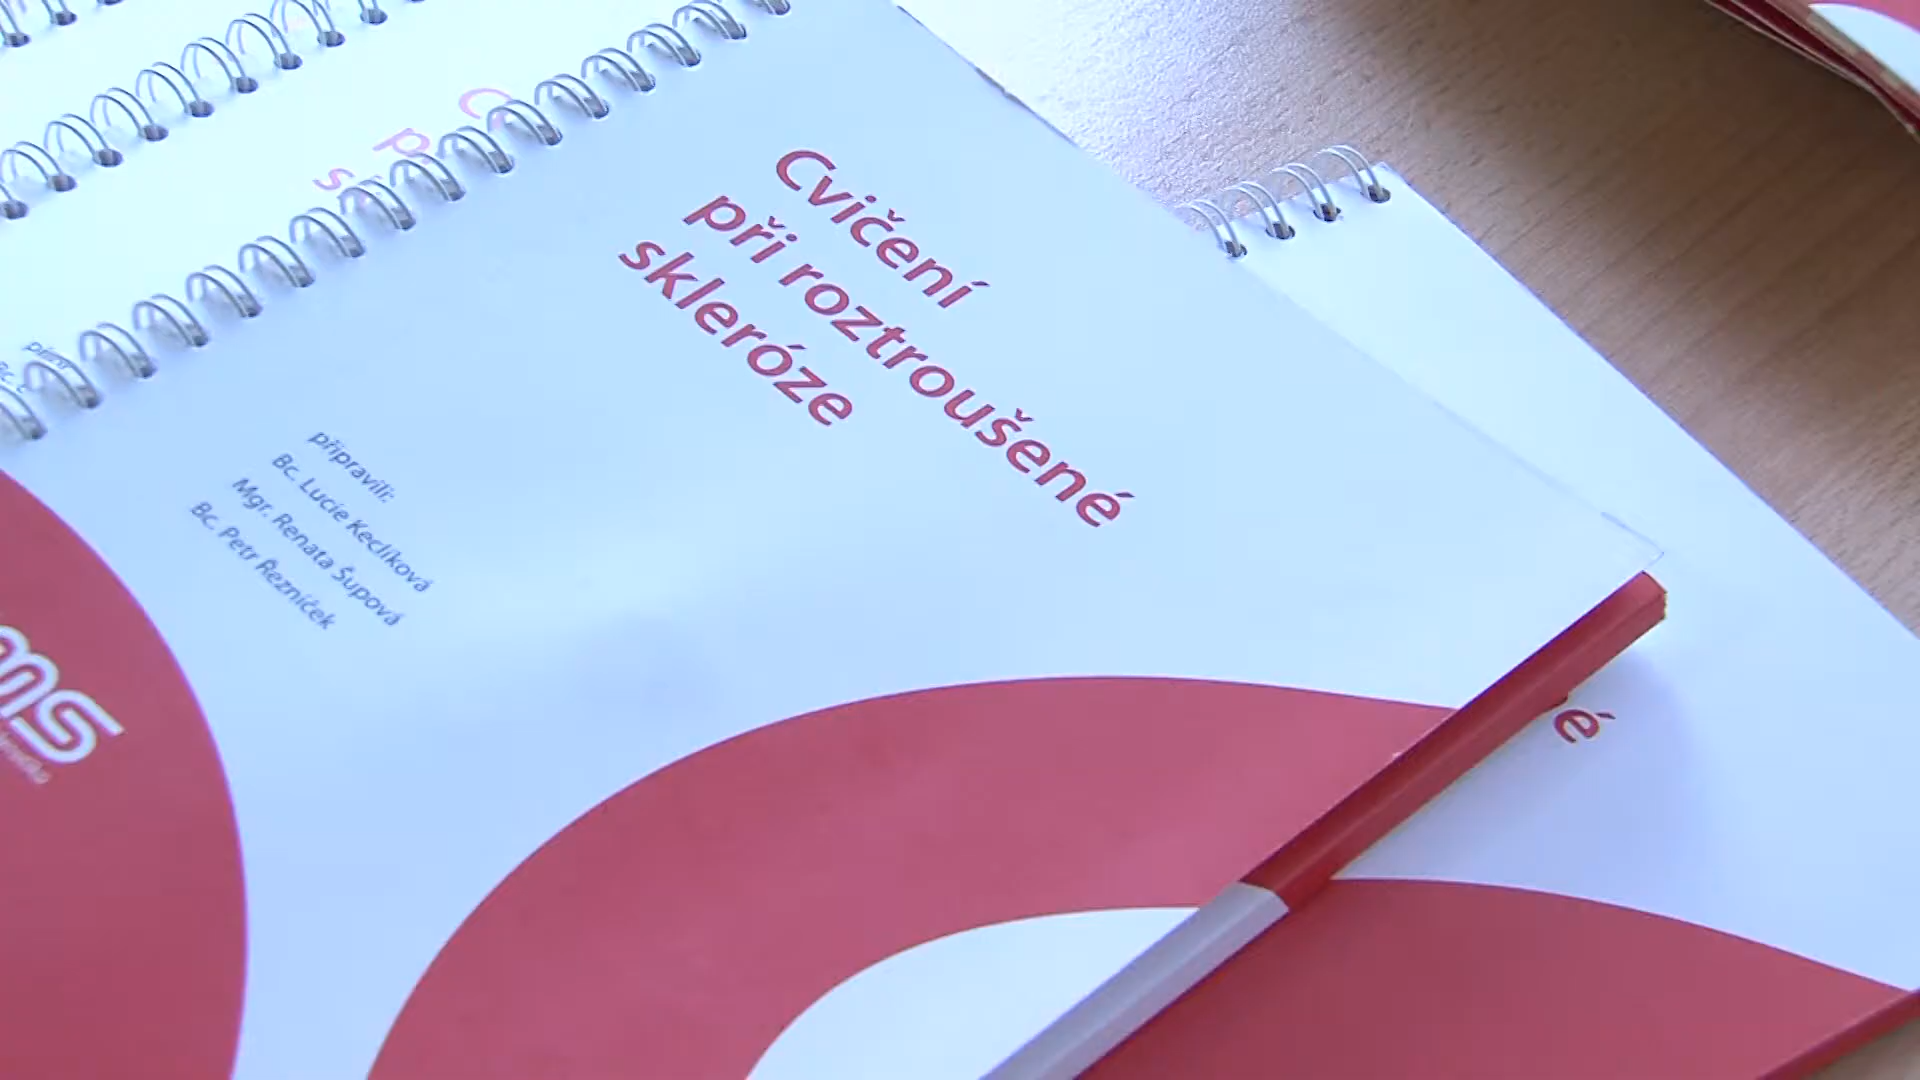 Cvičení
při roztroušené
skleróze
připravili:
Bc. Lucie Keclíková
Mgr. Renata Šupová
Bc. Petr Řezníček
ms
é